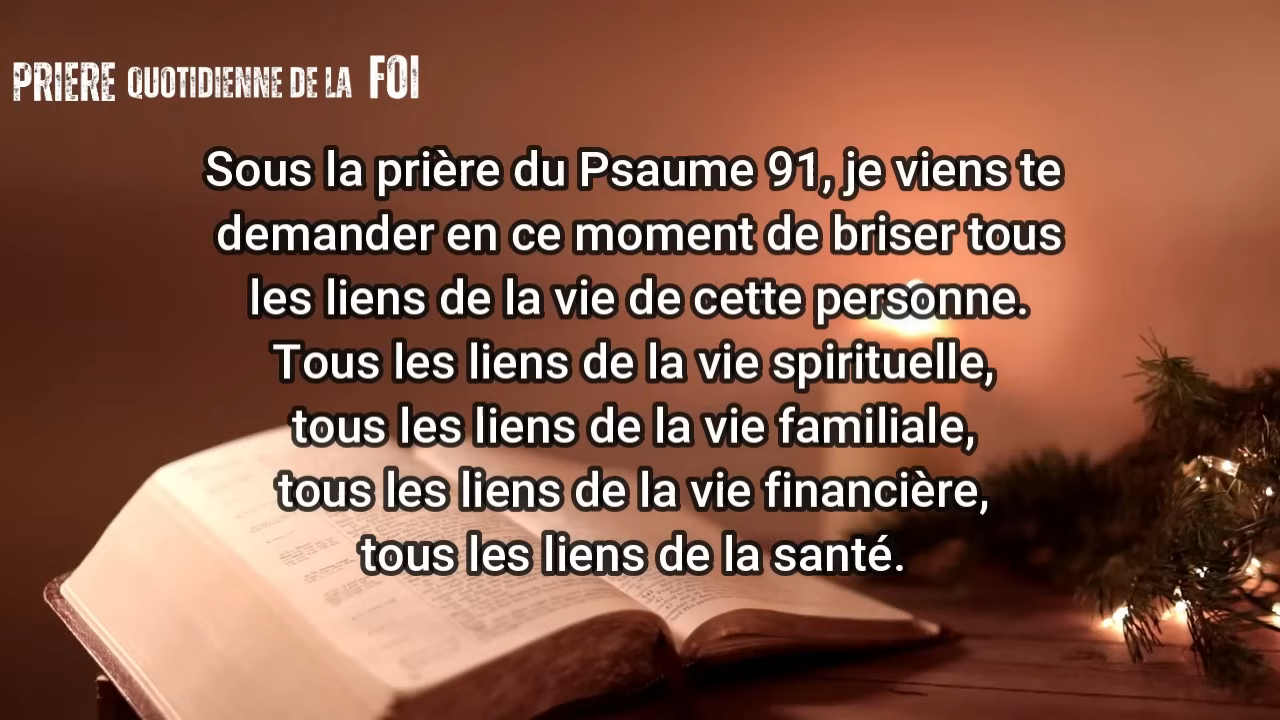 PRIERE QUOTIDIENNE DE LA FOI
Sous la prière du Psaume 91, je viens te
demander en ce moment de briser tous
les liens de la vie de cette personne.
Tous les liens de la vie spirituelle,
tous les liens de la vie familiale,
tous les liens de la vie financière,
tous les liens de la santé.